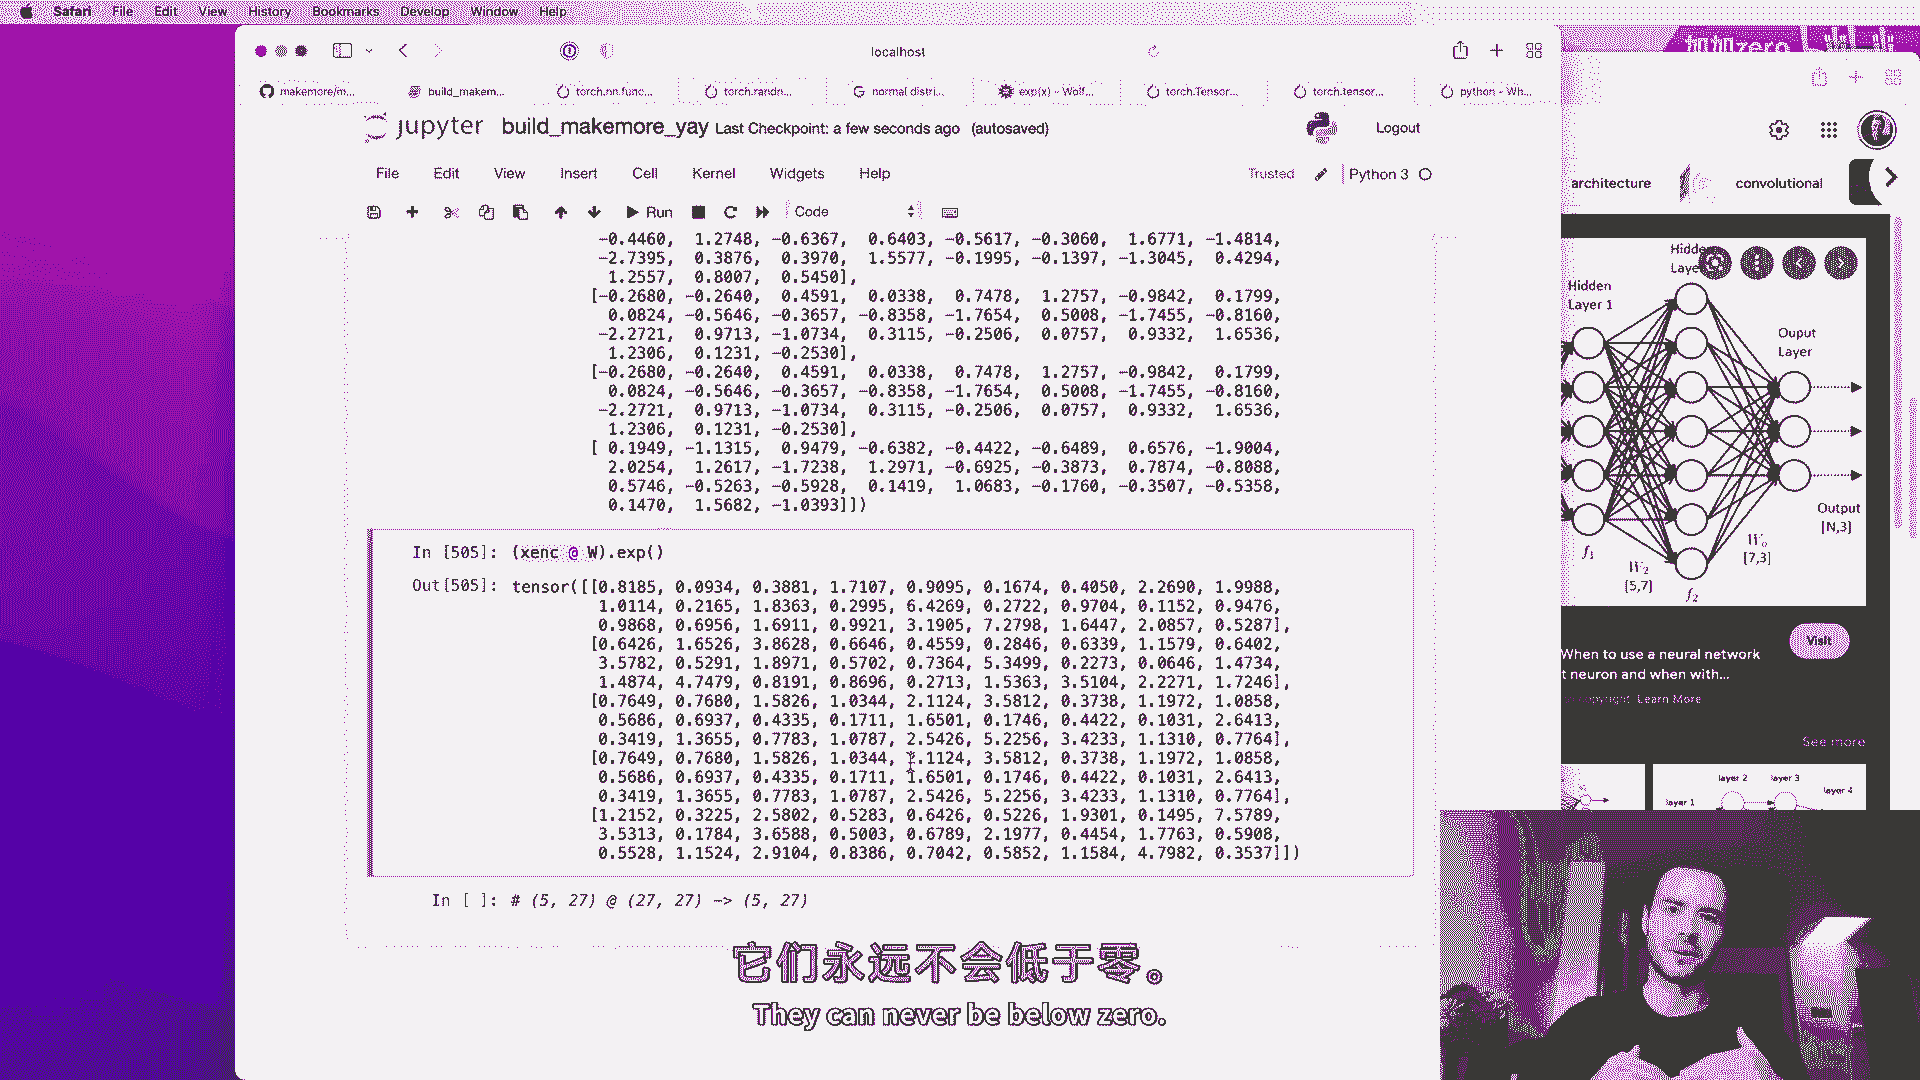 Safari File Edit View History Bookmarks Develop Window Help
加加zero
localhost
makemore/m... build_makem... torch.nn.func... torch.randn... normal distri... exp(x) - Wolf... torch.Tensor... torch.tensor... python - Wh...
jupyter build_makemore_yay Last Checkpoint: a few seconds ago (autosaved)
Logout
File Edit View Insert Cell Kernel Widgets Help
Trusted Python 3
Run Code
-0.4460, 1.2748, -0.6367, 0.6403, -0.5617, -0.3060, 1.6771, -1.4814,
-2.7395, 0.3876, 0.3970, 1.5577, -0.1995, -0.1397, -1.3045, 0.4294,
1.2557, 0.8007, 0.5450],
[-0.2680, -0.2640, 0.4591, 0.0338, 0.7478, 1.2757, -0.9842, 0.1799,
0.0824, -0.5646, -0.3657, -0.8358, -1.7654, 0.5008, -1.7455, -0.8160,
-2.2721, 0.9713, -1.0734, 0.3115, -0.2506, 0.0757, 0.9332, 1.6536,
1.2306, 0.1231, -0.2530],
[-0.2680, -0.2640, 0.4591, 0.0338, 0.7478, 1.2757, -0.9842, 0.1799,
0.0824, -0.5646, -0.3657, -0.8358, -1.7654, 0.5008, -1.7455, -0.8160,
-2.2721, 0.9713, -1.0734, 0.3115, -0.2506, 0.0757, 0.9332, 1.6536,
1.2306, 0.1231, -0.2530],
[ 0.1949, -1.1315, 0.9479, -0.6382, -0.4422, -0.6489, 0.6576, -1.9004,
2.0254, 1.2617, -1.7238, 1.2971, -0.6925, -0.3873, 0.7874, -0.8088,
0.5746, -0.5263, -0.5928, 0.1419, 1.0683, -0.1760, -0.3507, -0.5358,
0.1470, 1.5682, -1.0393]])
In [505]: (xenc @ W).exp()
Out[505]: tensor([[0.8185, 0.0934, 0.3881, 1.7107, 0.9095, 0.1674, 0.4050, 2.2690, 1.9988,
1.0114, 0.2165, 1.8363, 0.2995, 6.4269, 0.2722, 0.9704, 0.1152, 0.9476,
0.9868, 0.6956, 1.6911, 0.9921, 3.1905, 7.2798, 1.6447, 2.0857, 0.5287],
[0.6426, 1.6526, 3.8628, 0.6646, 0.4559, 0.2846, 0.6339, 1.1579, 0.6402,
3.5782, 0.5291, 1.8971, 0.5702, 0.7364, 5.3499, 0.2273, 0.0646, 1.4734,
1.4874, 4.7479, 0.8191, 0.8696, 0.2713, 1.5363, 3.5104, 2.2271, 1.7246],
[0.7649, 0.7680, 1.5826, 1.0344, 2.1124, 3.5812, 0.3738, 1.1972, 1.0858,
0.5686, 0.6937, 0.4335, 0.1711, 1.6501, 0.1746, 0.4422, 0.1031, 2.6413,
0.3419, 1.3655, 0.7783, 1.0787, 2.5426, 5.2256, 3.4233, 1.1310, 0.7764],
[0.7649, 0.7680, 1.5826, 1.0344, 2.1124, 3.5812, 0.3738, 1.1972, 1.0858,
0.5686, 0.6937, 0.4335, 0.1711, 1.6501, 0.1746, 0.4422, 0.1031, 2.6413,
0.3419, 1.3655, 0.7783, 1.0787, 2.5426, 5.2256, 3.4233, 1.1310, 0.7764],
[1.2152, 0.3225, 2.5802, 0.5283, 0.6426, 0.5226, 1.9301, 0.1495, 7.5789,
3.5313, 0.1784, 3.6588, 0.5003, 0.6789, 2.1977, 0.4454, 1.7763, 0.5908,
0.5528, 1.1524, 2.9104, 0.8386, 0.7042, 0.5852, 1.1584, 4.7982, 0.3537]])
In [ ]: # (5, 27) @ (27, 27) -> (5, 27)
architecture convolutional
Hidden
Layer 1
Ouput
Layer
Output
[N,3]
f1
W2
[5,7]
f2
[7,3]
Visit
When to use a neural network
t neuron and when with...
Learn More
See more
layer 1 layer 2 layer 3 layer 4
它们永远不会低于零。
They can never be below zero.